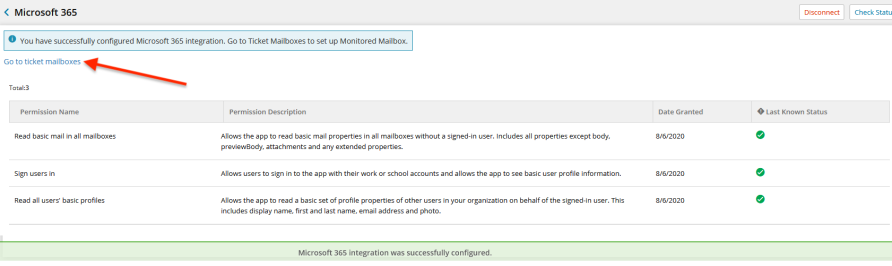 Microsoft 365
Disconnect
Check Statu
You have successfully configured Microsoft 365 integration. Go to Ticket Mailboxes to set up Monitored Mailbox.
Go to ticket mailboxes
Total:3
Permission Name Permission Description Date Granted Last Known Status
Read basic mail in all mailboxes Allows the app to read basic mail properties in all mailboxes without a signed-in user. Includes all properties except body, 8/6/2020
previewBody, attachments and any extended properties.
Sign users in Allows users to sign in to the app with their work or school accounts and allows the app to see basic user profile information. 8/6/2020
Read all users' basic profiles Allows the app to read a basic set of profile properties of other users in your organization on behalf of the signed-in user. This 8/6/2020
includes display name, first and last name, email address and photo.
Microsoft 365 integration was successfully configured.